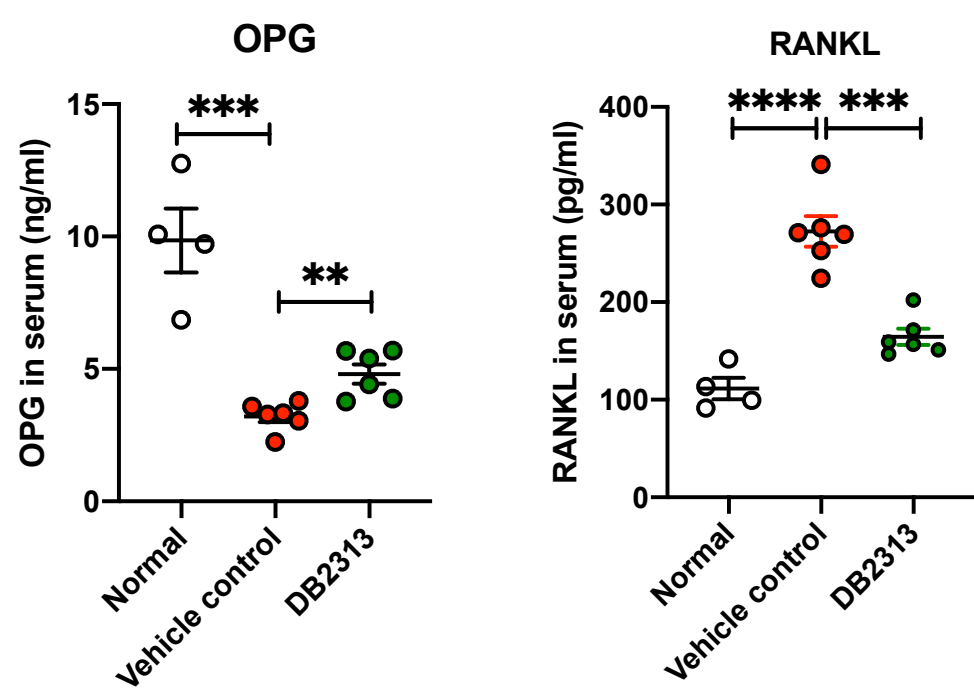 OPG
OPG in serum (ng/ml)
15
10
5
0
***
**
Normal
Vehicle control
DB2313
RANKL
RANKL in serum (pg/ml)
400
300
200
100
0
**** ***
Normal
Vehicle control
DB2313